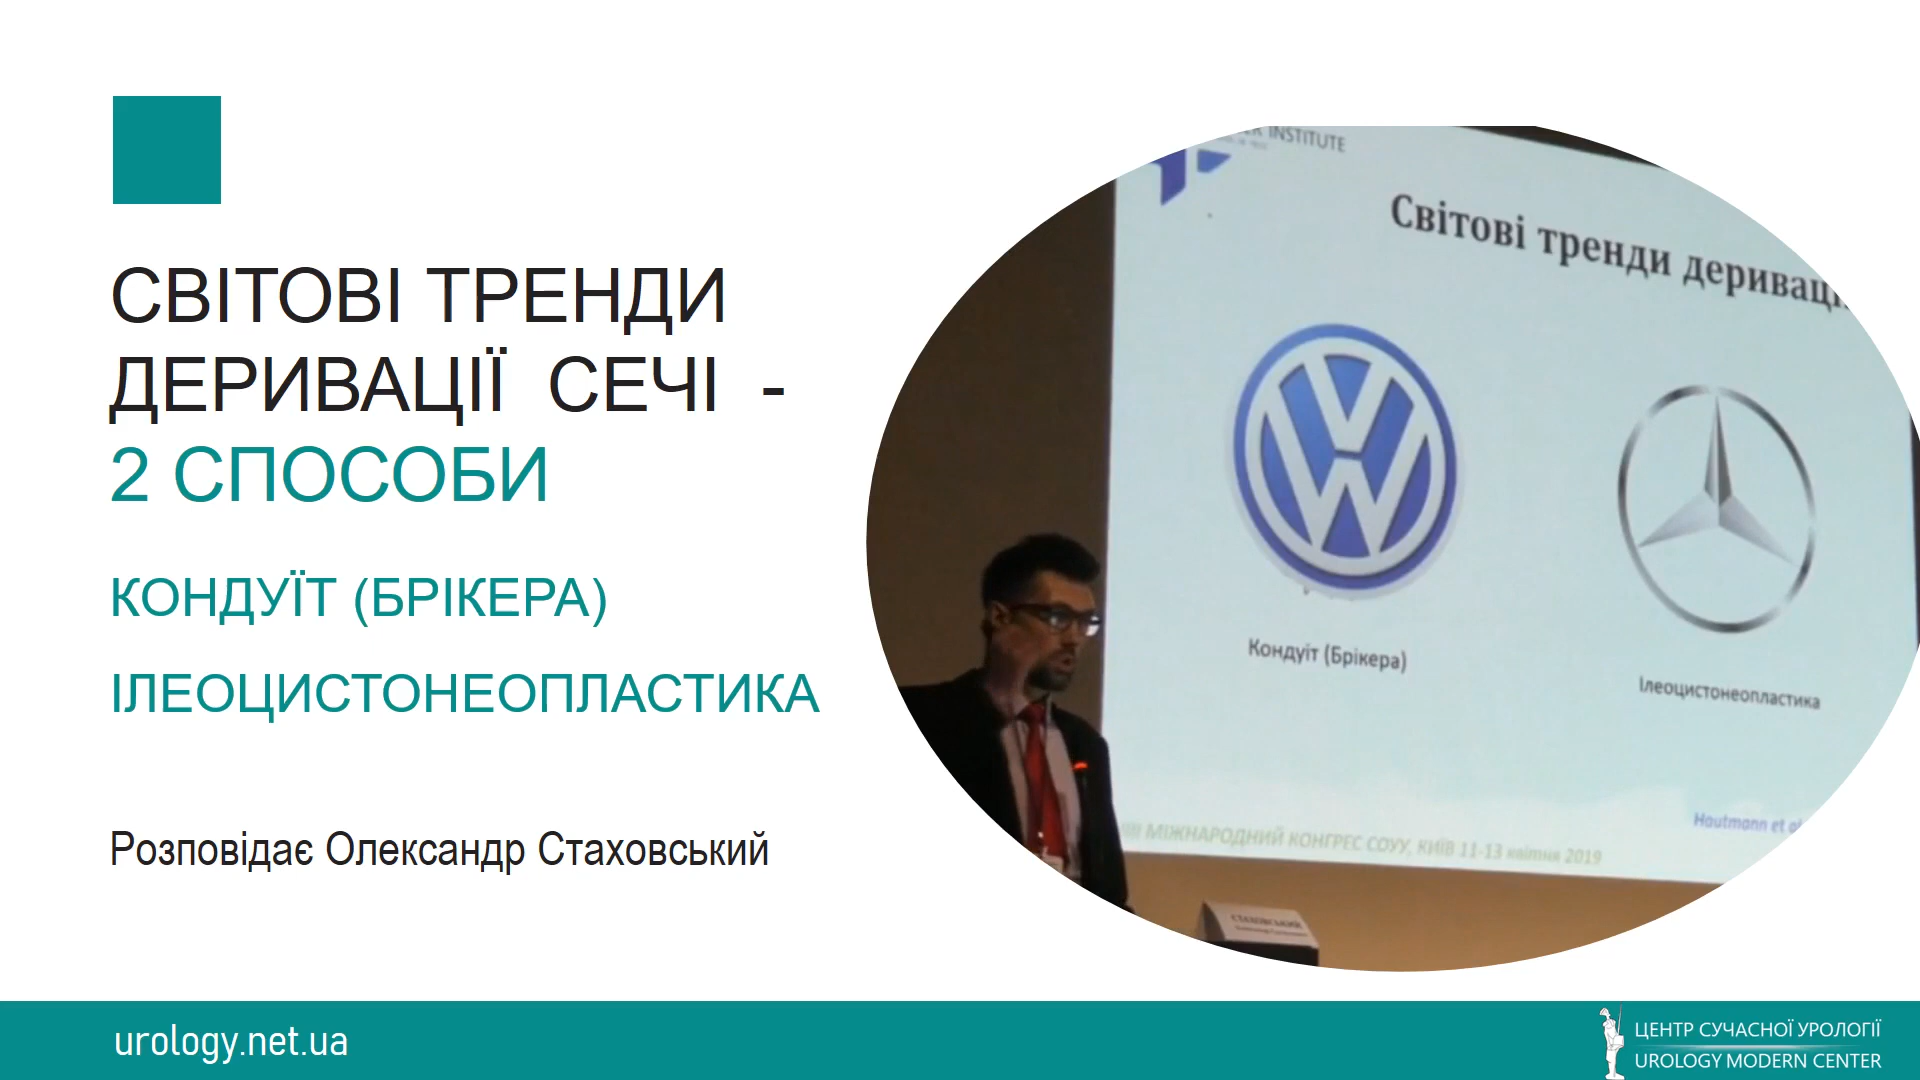 СВІТОВІ ТРЕНДИ
ДЕРИВАЦІЇ СЕЧІ -
2 СПОСОБИ
КОНДУЇТ (БРІКЕРА)
ІЛЕОЦИСТОНЕОПЛАСТИКА
Розповідає Олександр Стаховський
INSTITUTE
Світові тренди дериваці
Кондуїт (Брікера)
Ілеоцистонеопластика
Hautmann et al
МІЖНАРОДНИЙ КОНГРЕС СОУУ, КИЇВ 11-13 квітня 2019
СТАХОВСЬКИЙ
urology.net.ua
ЦЕНТР СУЧАСНОЇ УРОЛОГІЇ
UROLOGY MODERN CENTER